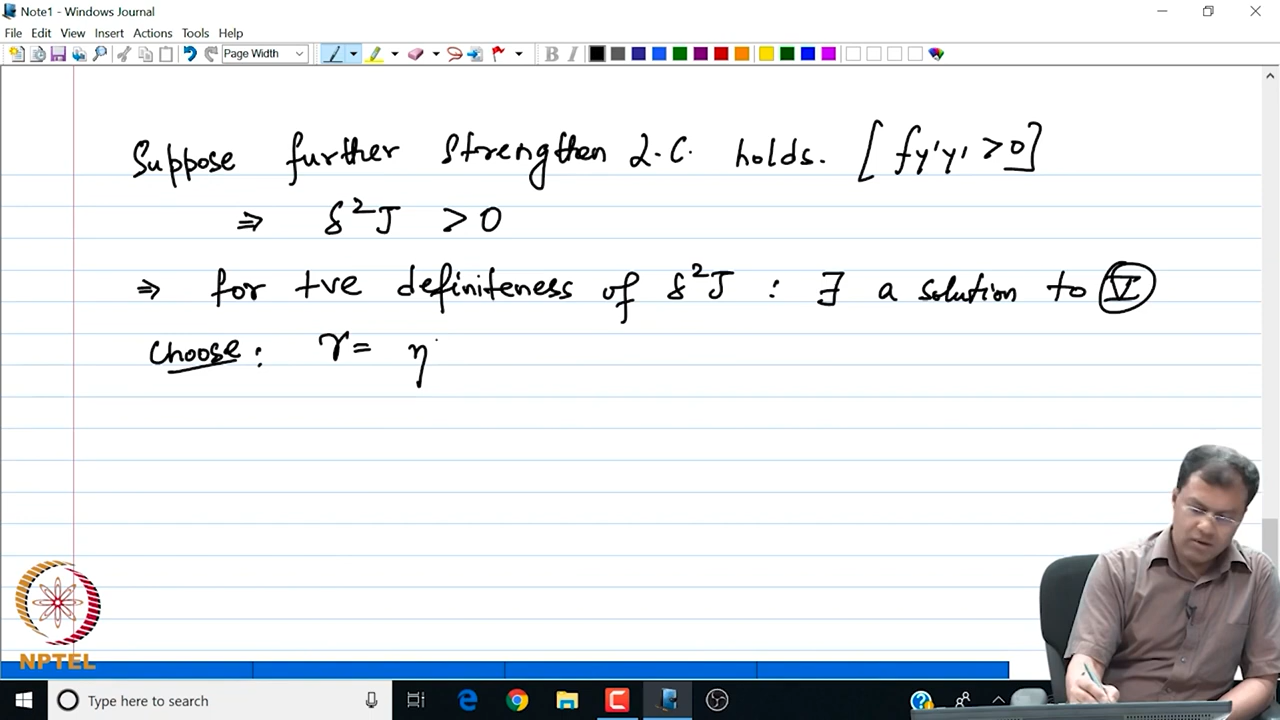 Note1 - Windows Journal
File Edit View Insert Actions Tools Help
Page Width B I
Suppose further strengthen L.C. holds. [fy'y' > 0]
⇒ δ²J > 0
⇒ for +ve definiteness of δ²J : ∃ a solution to V
Choose: r = η
NPTEL
Type here to search